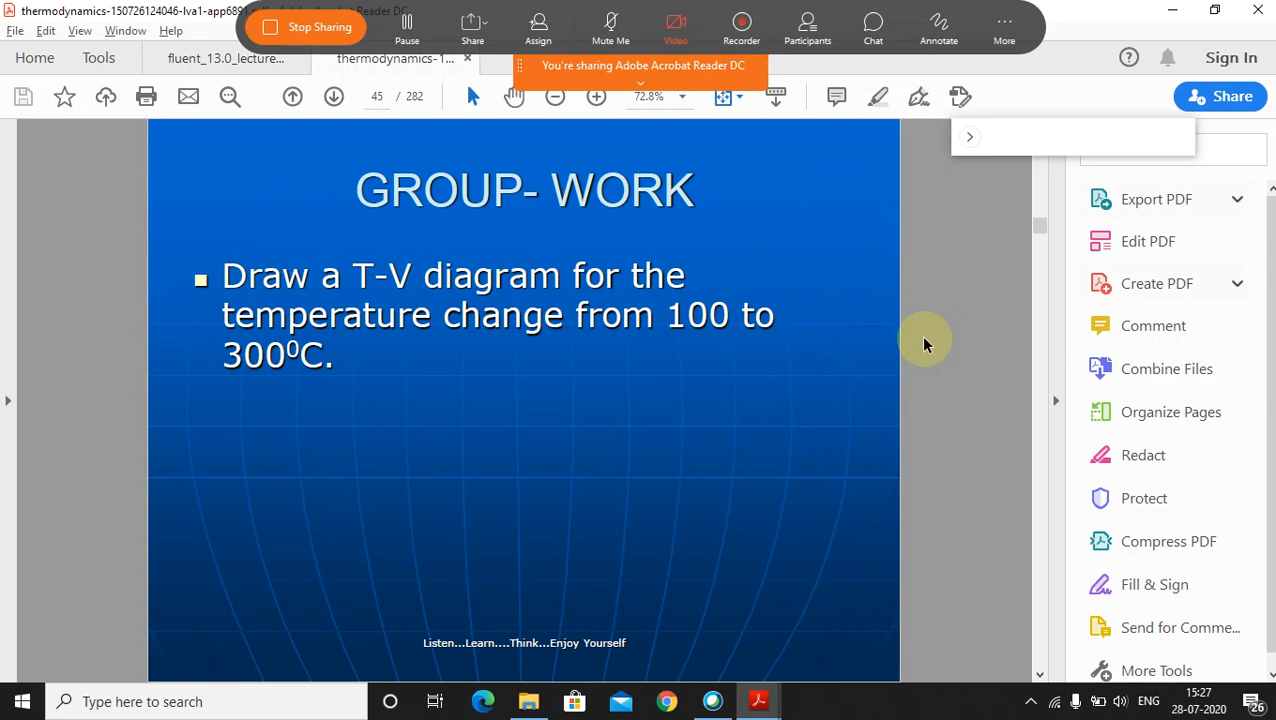 thermodynamics-150726124046-lva1-app689
Reader DC
File Edit View Window Help
Stop Sharing
Pause Share Assign Mute Me Video Recorder Participants Chat Annotate More
Home Tools fluent_13.0_lecture... thermodynamics-1...
You're sharing Adobe Acrobat Reader DC
Sign In
45 / 282 72.8% Share
GROUP- WORK
Draw a T-V diagram for the
temperature change from 100 to
300⁰C.
Listen...Learn....Think...Enjoy Yourself
Export PDF
Edit PDF
Create PDF
Comment
Combine Files
Organize Pages
Redact
Protect
Compress PDF
Fill & Sign
Send for Comme...
More Tools
Type here to search
ENG
15:27
28-07-2020
26